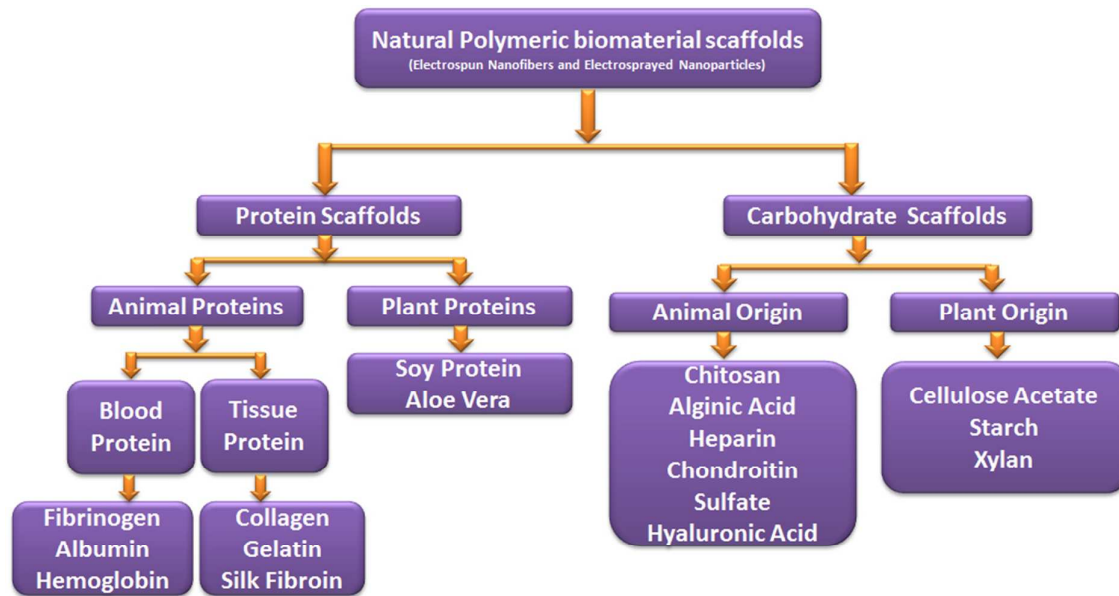 Natural Polymeric biomaterial scaffolds
(Electrospun Nanofibers and Electrosprayed Nanoparticles)
Protein Scaffolds
Carbohydrate Scaffolds
Animal Proteins
Plant Proteins
Animal Origin
Plant Origin
Soy Protein
Aloe Vera
Blood
Protein
Tissue
Protein
Chitosan
Alginic Acid
Heparin
Chondroitin
Sulfate
Hyaluronic Acid
Cellulose Acetate
Starch
Xylan
Fibrinogen
Albumin
Hemoglobin
Collagen
Gelatin
Silk Fibroin